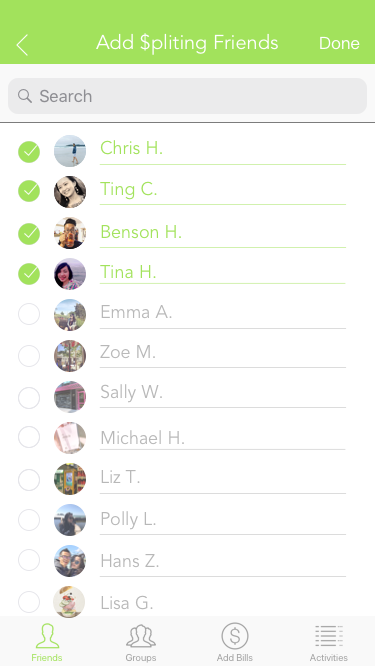 Add $pliting Friends
Done
Search
Chris H.
Ting C.
Benson H.
Tina H.
Emma A.
Zoe M.
Sally W.
Michael H.
Liz T.
Polly L.
Hans Z.
Lisa G.
Friends
Groups
Add Bills
Activities